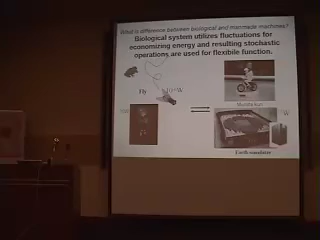 What is difference between biological and manmade machines?
Biological system utilizes fluctuations for
economizing energy and resulting stochastic
operations are used for flexible function.
Fly
W
W
Earth simulator